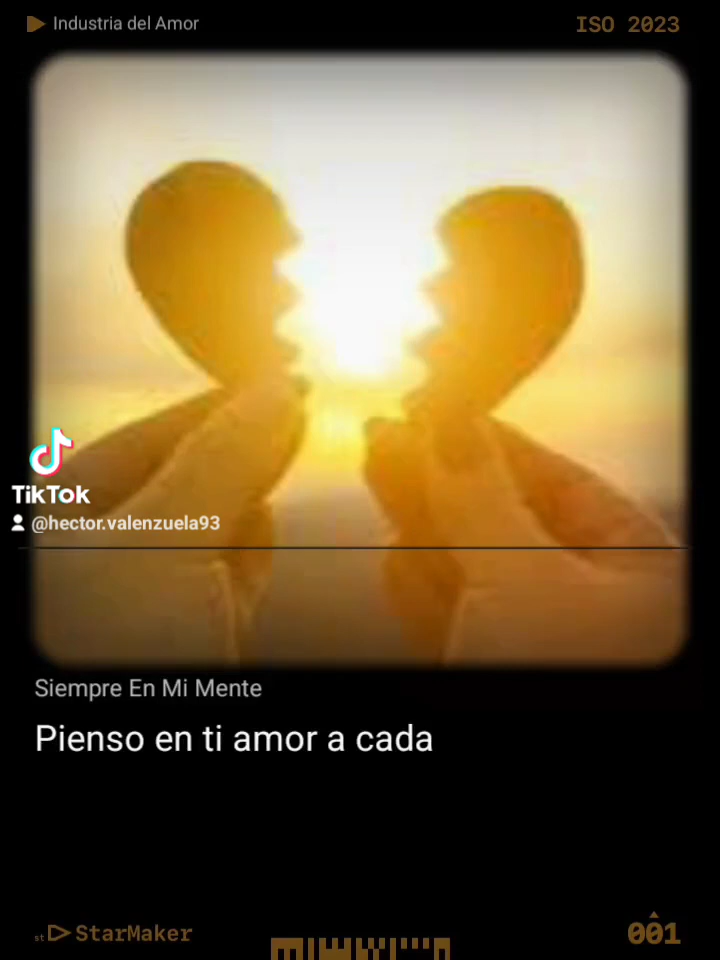 Industria del Amor
ISO 2023
TikTok
@hector.valenzuela93
Siempre En Mi Mente
Pienso en ti amor a cada
st StarMaker
001